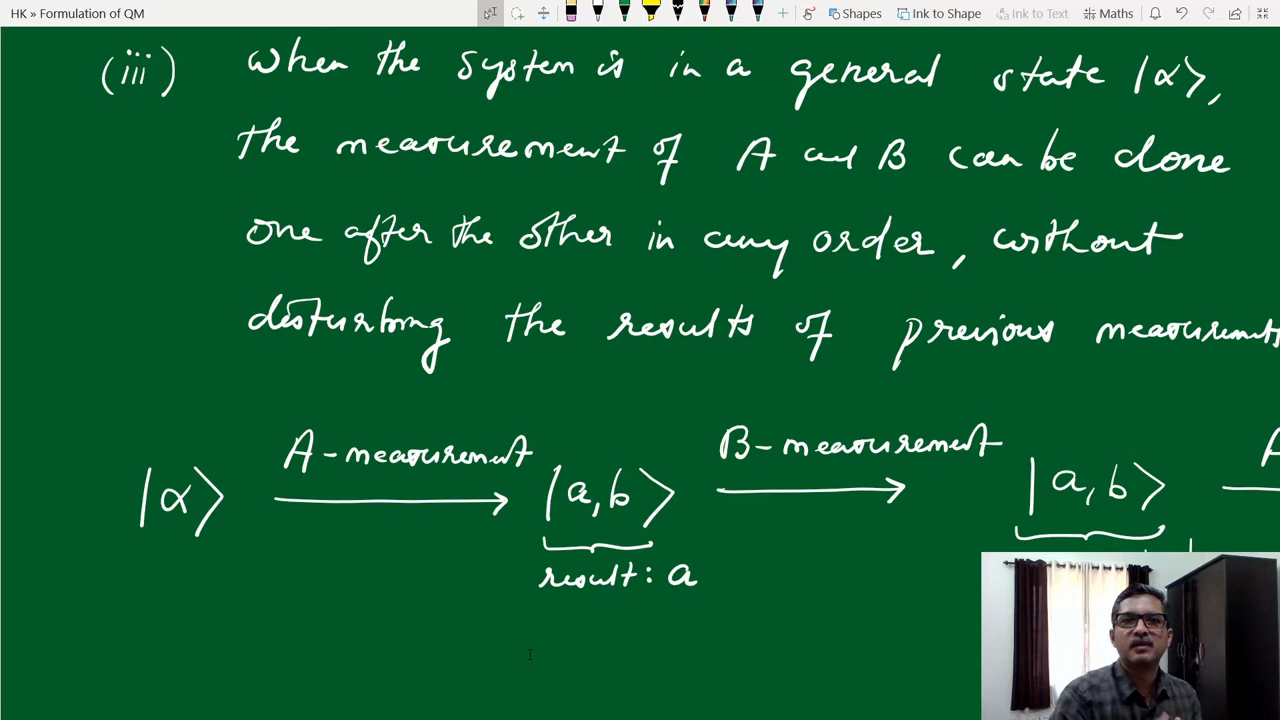 HK » Formulation of QM
Shapes Ink to Shape Ink to Text Maths
(iii) When the system is in a general state |α⟩,
the measurement of A and B can be done
one after the other in any order, without
disturbing the results of previous measurements
A-measurement B-measurement A
|α⟩ |a,b⟩ |a,b⟩
result: a